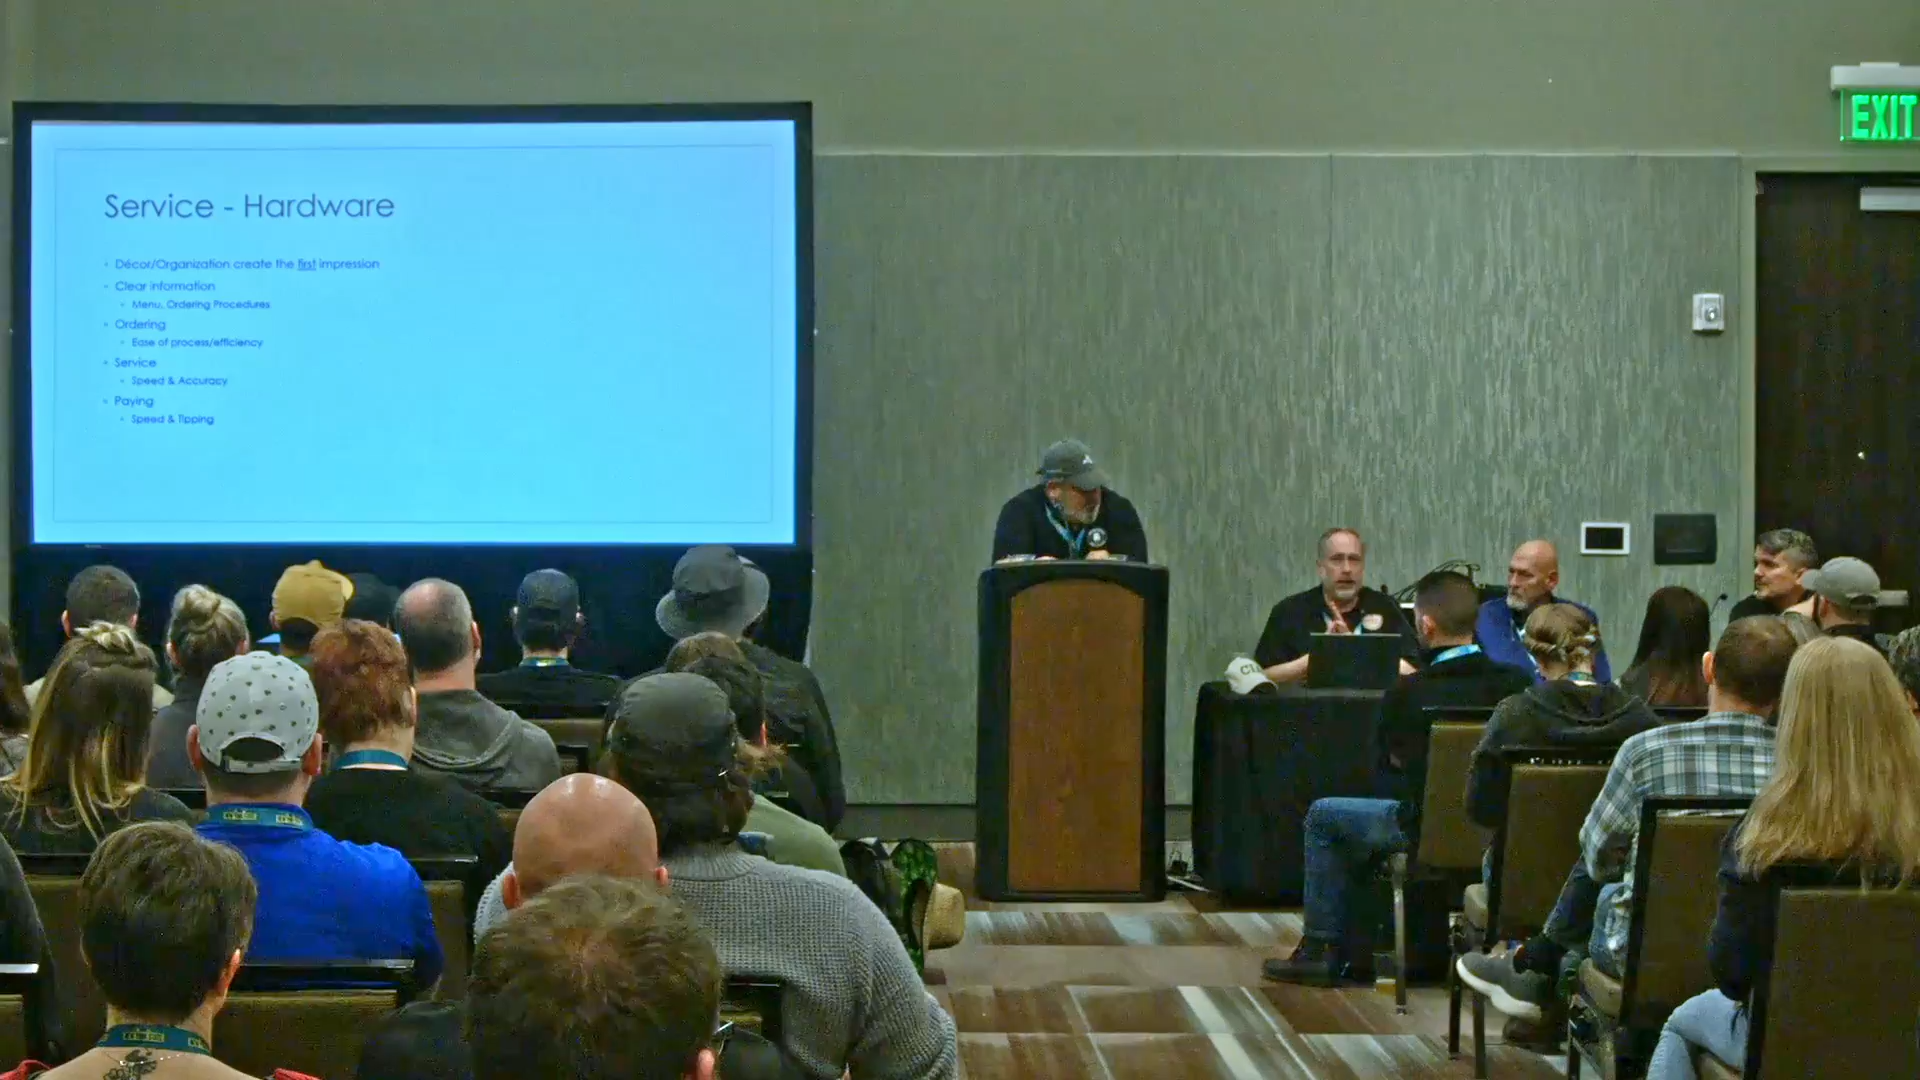 EXIT
Service - Hardware
Décor/Organization create the first impression
Clear information
Menu, Ordering Procedures
Ordering
Ease of process/efficiency
Service
Speed & Accuracy
Paying
Speed & Tipping